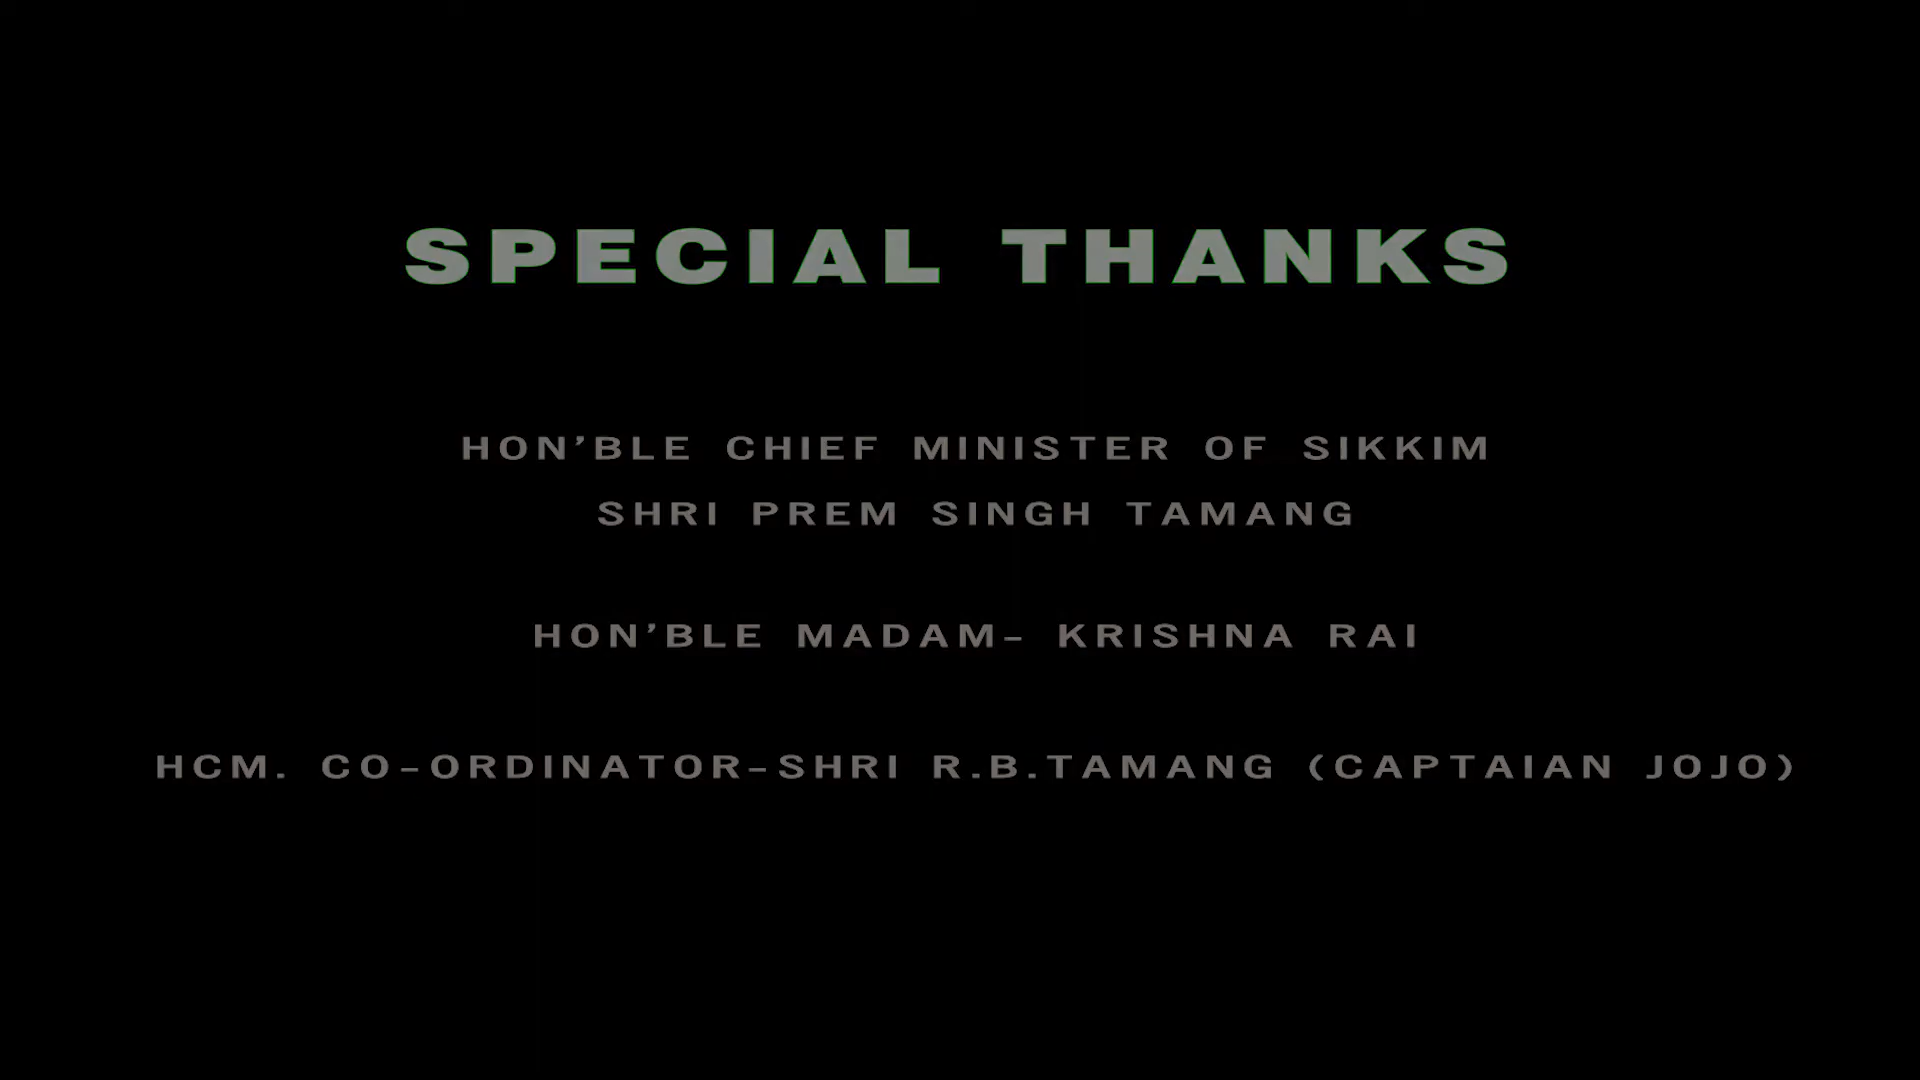 SPECIAL THANKS
HON’BLE CHIEF MINISTER OF SIKKIM
SHRI PREM SINGH TAMANG
HON’BLE MADAM- KRISHNA RAI
HCM. CO-ORDINATOR-SHRI R.B.TAMANG (CAPTAIAN JOJO)